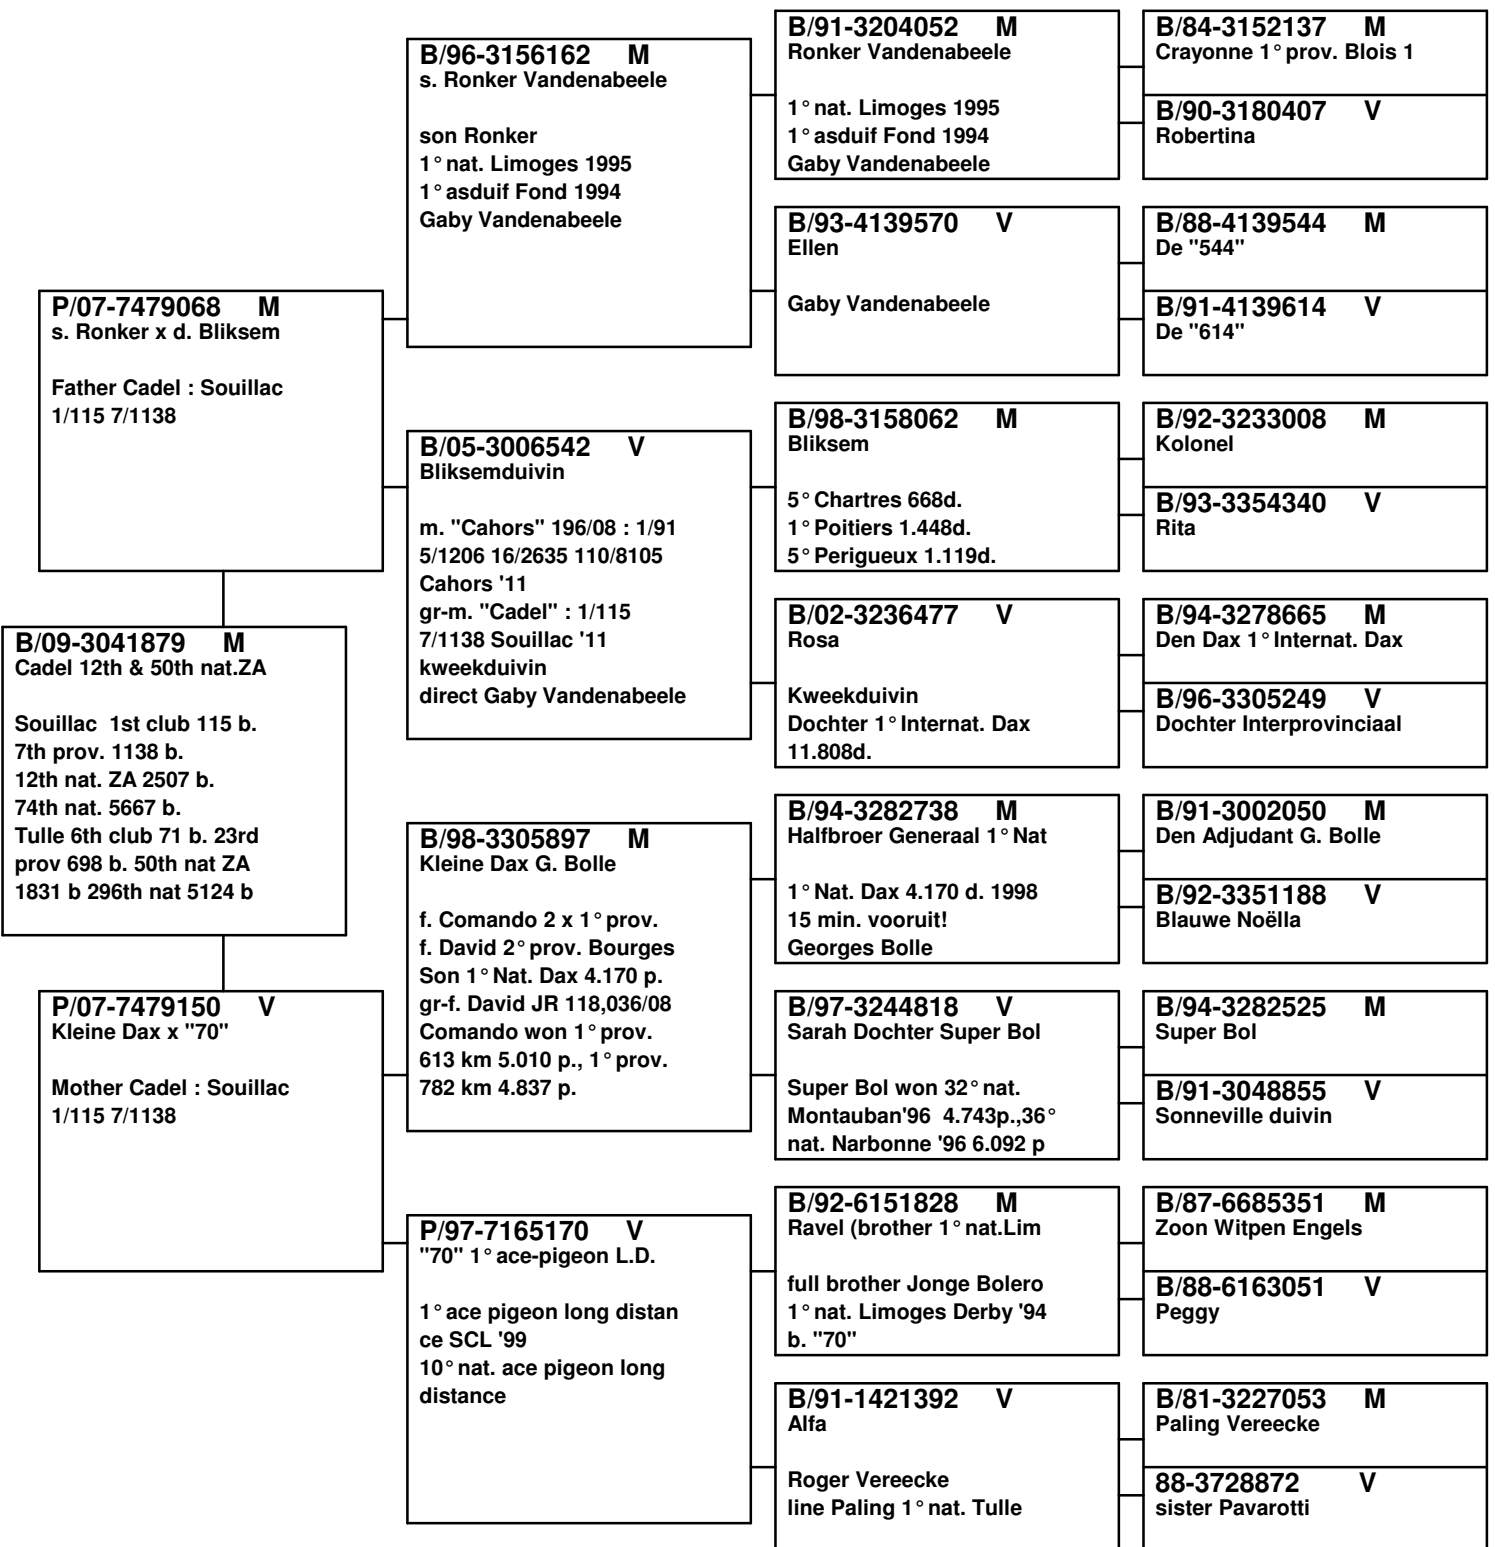 B/09-3041879 M
Cadel 12th & 50th nat.ZA
Souillac 1st club 115 b.
7th prov. 1138 b.
12th nat. ZA 2507 b.
74th nat. 5667 b.
Tulle 6th club 71 b. 23rd
prov 698 b. 50th nat ZA
1831 b 296th nat 5124 b
P/07-7479068 M
s. Ronker x d. Bliksem
Father Cadel : Souillac
1/115 7/1138
P/07-7479150 V
Kleine Dax x "70"
Mother Cadel : Souillac
1/115 7/1138
B/96-3156162 M
s. Ronker Vandenabeele
son Ronker
1° nat. Limoges 1995
1° asduif Fond 1994
Gaby Vandenabeele
B/05-3006542 V
Bliksemduivin
m. "Cahors" 196/08 : 1/91
5/1206 16/2635 110/8105
Cahors '11
gr-m. "Cadel" : 1/115
7/1138 Souillac '11
kweekduivin
direct Gaby Vandenabeele
B/98-3305897 M
Kleine Dax G. Bolle
f. Comando 2 x 1° prov.
f. David 2° prov. Bourges
Son 1° Nat. Dax 4.170 p.
gr-f. David JR 118,036/08
Comando won 1° prov.
613 km 5.010 p., 1° prov.
782 km 4.837 p.
P/97-7165170 V
"70" 1° ace-pigeon L.D.
1° ace pigeon long distan
ce SCL '99
10° nat. ace pigeon long
distance
B/91-3204052 M
Ronker Vandenabeele
1° nat. Limoges 1995
1° asduif Fond 1994
Gaby Vandenabeele
B/93-4139570 V
Ellen
Gaby Vandenabeele
B/98-3158062 M
Bliksem
5° Chartres 668d.
1° Poitiers 1.448d.
5° Perigueux 1.119d.
B/02-3236477 V
Rosa
Kweekduivin
Dochter 1° Internat. Dax
11.808d.
B/94-3282738 M
Halfbroer Generaal 1° Nat
1° Nat. Dax 4.170 d. 1998
15 min. vooruit!
Georges Bolle
B/97-3244818 V
Sarah Dochter Super Bol
Super Bol won 32° nat.
Montauban'96 4.743p.,36°
nat. Narbonne '96 6.092 p
B/92-6151828 M
Ravel (brother 1° nat.Lim
full brother Jonge Bolero
1° nat. Limoges Derby '94
b. "70"
B/91-1421392 V
Alfa
Roger Vereecke
line Paling 1° nat. Tulle
B/84-3152137 M
Crayonne 1° prov. Blois 1
B/90-3180407 V
Robertina
B/88-4139544 M
De "544"
B/91-4139614 V
De "614"
B/92-3233008 M
Kolonel
B/93-3354340 V
Rita
B/94-3278665 M
Den Dax 1° Internat. Dax
B/96-3305249 V
Dochter Interprovinciaal
B/91-3002050 M
Den Adjudant G. Bolle
B/92-3351188 V
Blauwe Noëlla
B/94-3282525 M
Super Bol
B/91-3048855 V
Sonneville duivin
B/87-6685351 M
Zoon Witpen Engels
B/88-6163051 V
Peggy
B/81-3227053 M
Paling Vereecke
88-3728872 V
sister Pavarotti